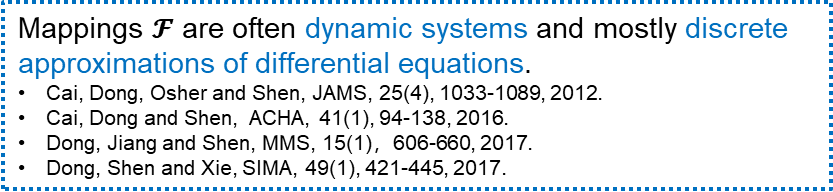 Mappings 𝓕 are often dynamic systems and mostly discrete
approximations of differential equations.
• Cai, Dong, Osher and Shen, JAMS, 25(4), 1033-1089, 2012.
• Cai, Dong and Shen, ACHA, 41(1), 94-138, 2016.
• Dong, Jiang and Shen, MMS, 15(1)， 606-660, 2017.
• Dong, Shen and Xie, SIMA, 49(1), 421-445, 2017.